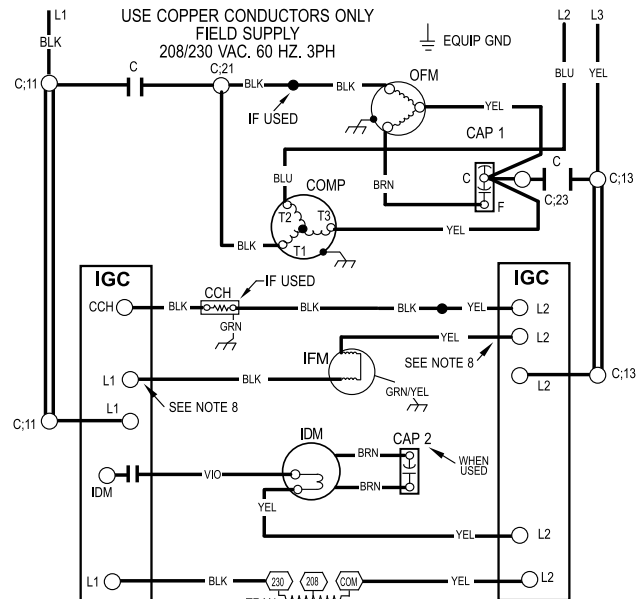 L1
USE COPPER CONDUCTORS ONLY
FIELD SUPPLY
208/230 VAC. 60 HZ. 3PH
L2
L3
BLK
EQUIP GND
C;11
C
C;21
BLK
BLK
OFM
BLU
YEL
IF USED
YEL
CAP 1
C
C
C;13
BLU
COMP
BRN
C;23
T2
T3
F
BLK
T1
YEL
IGC
IGC
CCH
IF USED
CCH
BLK
BLK
BLK
YEL
L2
GRN
YEL
L2
IFM
SEE NOTE 8
L1
BLK
L2
C;13
GRN/YEL
SEE NOTE 8
C;11
L1
IDM
CAP 2
BRN
WHEN
USED
VIO
IDM
BRN
YEL
YEL
L2
L1
BLK
230
208
COM
YEL
L2